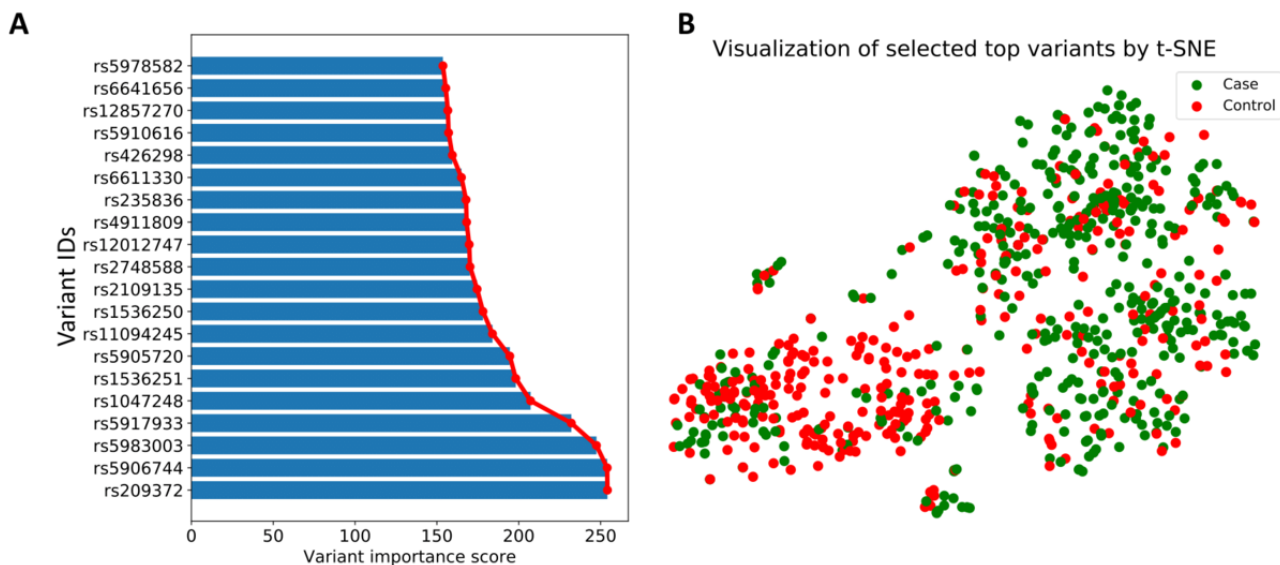 A
Variant IDs
rs5978582
rs6641656
rs12857270
rs5910616
rs426298
rs6611330
rs235836
rs4911809
rs12012747
rs2748588
rs2109135
rs1536250
rs11094245
rs5905720
rs1536251
rs1047248
rs5917933
rs5983003
rs5906744
rs209372
0 50 100 150 200 250
Variant importance score
B
Visualization of selected top variants by t-SNE
Case
Control